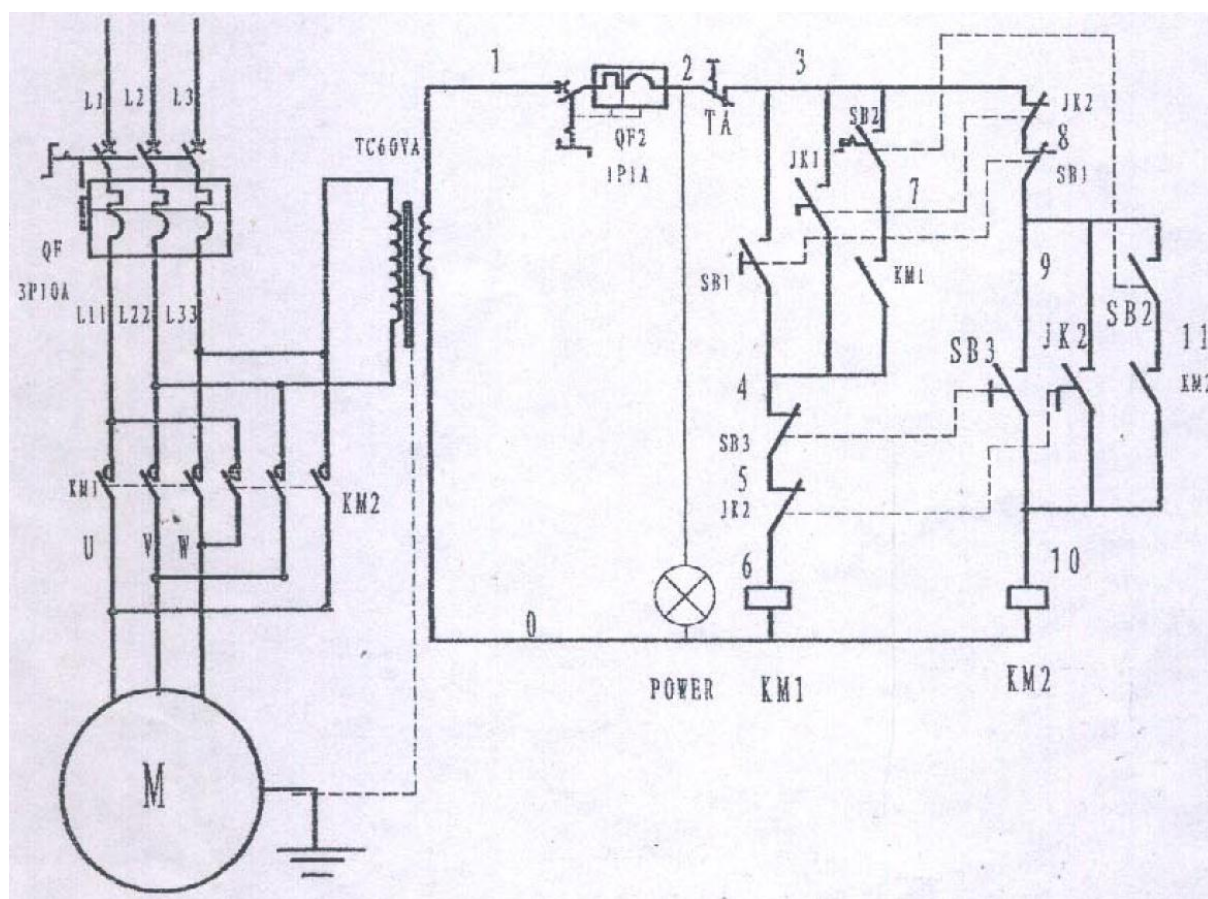 L1 L2 L3
QF
3P10A
L11 L22 L33
KM1
KM2
U V W
M
TC60VA
1
QF2
1P1A
2
TA
3
SB2
JK1
7
SB1
KM1
4
SB3
5
JK2
6
0
POWER KM1
KM2
JK2
8
SB1
9
SB3 JK2 SB2
11
KM2
10